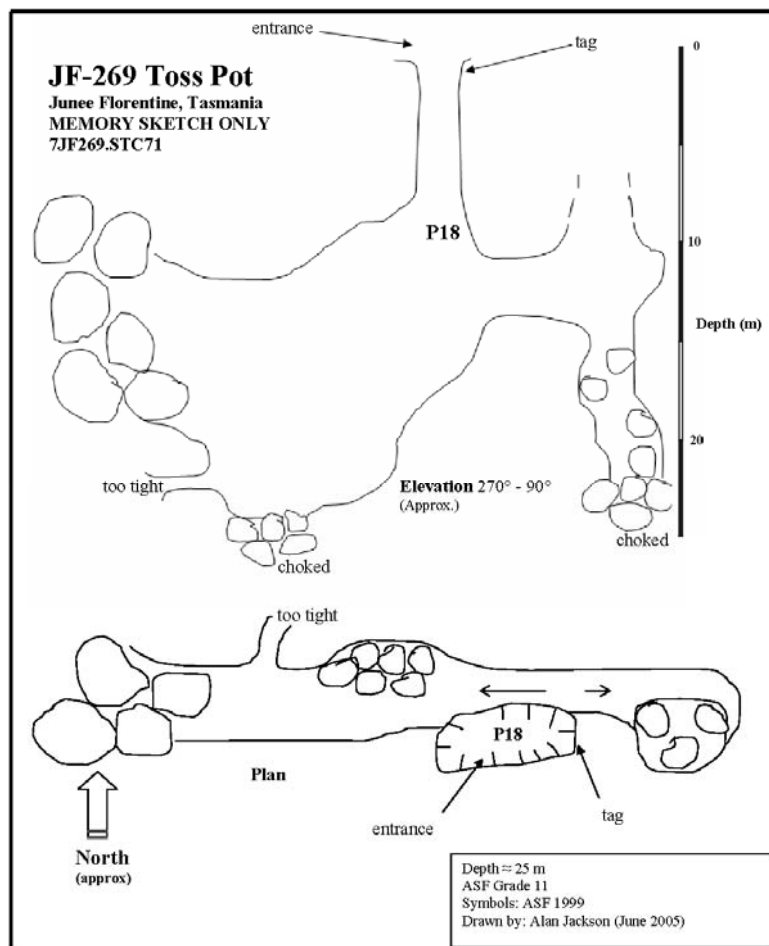 entrance
tag
0
JF-269 Toss Pot
Junee Florentine, Tasmania
MEMORY SKETCH ONLY
7JF269.STC71
P18
10
Depth (m)
20
too tight
Elevation 270° - 90°
(Approx.)
choked
choked
too tight
P18
Plan
entrance
tag
North
(approx)
Depth ≈ 25 m
ASF Grade 11
Symbols: ASF 1999
Drawn by: Alan Jackson (June 2005)